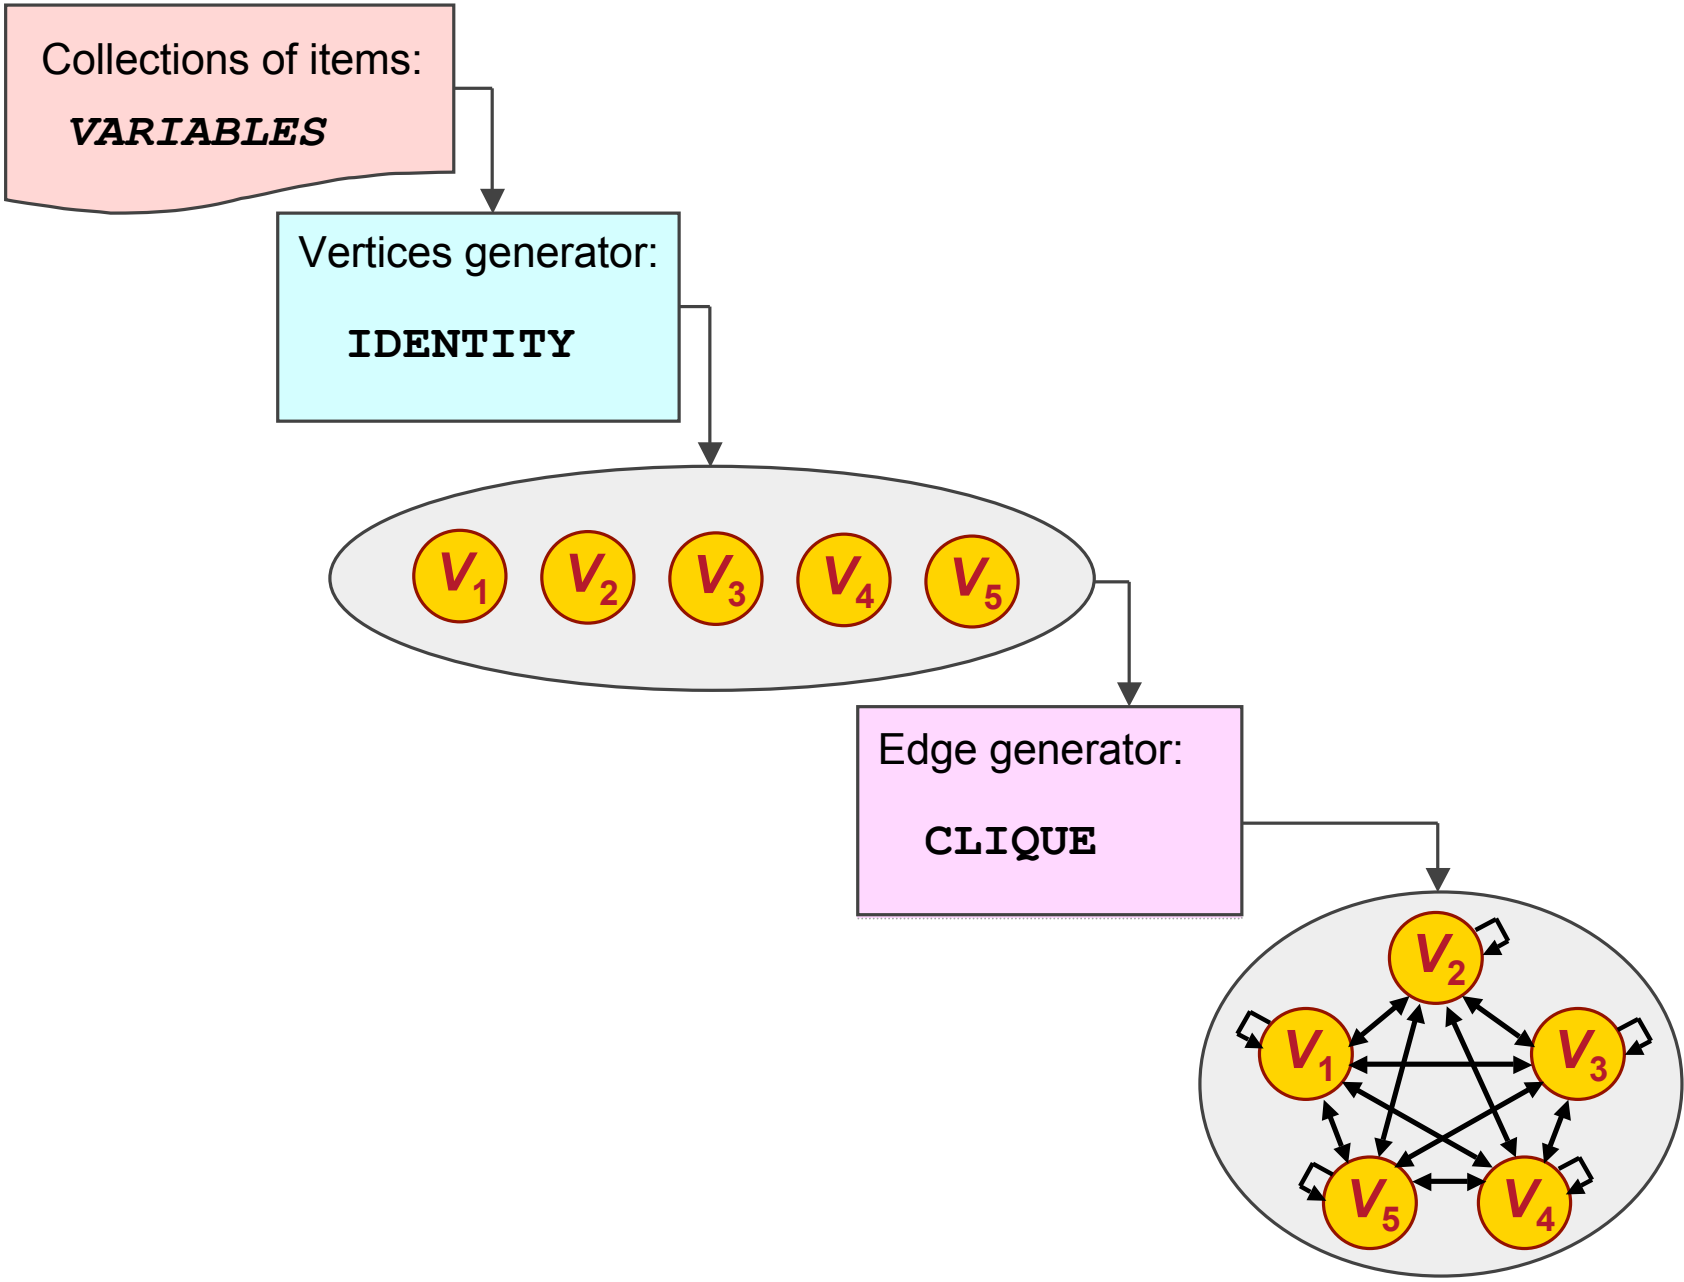 Collections of items:
VARIABLES
Vertices generator:
IDENTITY
V1 V2 V3 V4 V5
Edge generator:
CLIQUE
V2
V1 V3
V5 V4